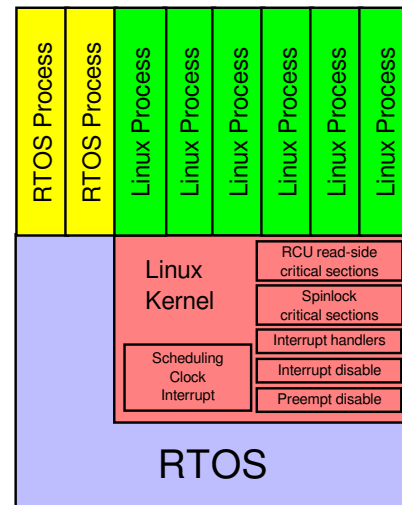 RTOS Process
RTOS Process
Linux Process
Linux Process
Linux Process
Linux Process
Linux Process
Linux Process
Linux
Kernel
RCU read-side
critical sections
Spinlock
critical sections
Interrupt handlers
Scheduling
Clock
Interrupt
Interrupt disable
Preempt disable
RTOS